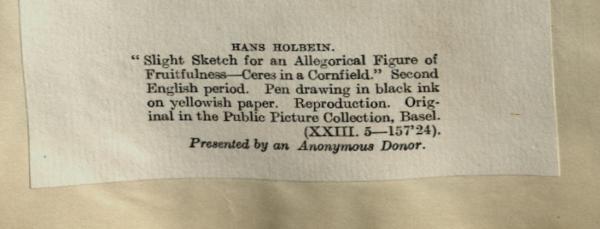 HANS HOLBEIN.
"Slight Sketch for an Allegorical Figure of
Fruitfulness—Ceres in a Cornfield." Second
English period. Pen drawing in black ink
on yellowish paper. Reproduction. Orig-
inal in the Public Picture Collection, Basel.
(XXIII. 5—157'24).
Presented by an Anonymous Donor.